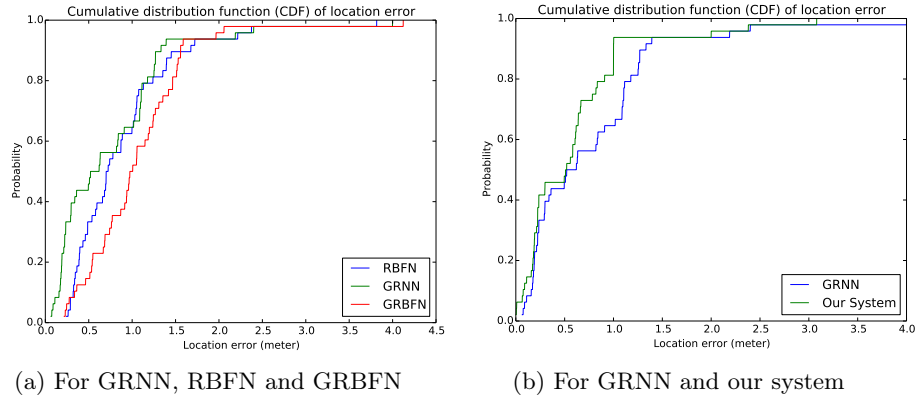 Cumulative distribution function (CDF) of location error
1.0
0.8
0.6
0.4
0.2
0.0
Probability
0.0 0.5 1.0 1.5 2.0 2.5 3.0 3.5 4.0 4.5
Location error (meter)
RBFN
GRNN
GRBFN
(a) For GRNN, RBFN and GRBFN
Cumulative distribution function (CDF) of location error
1.0
0.8
0.6
0.4
0.2
0.0
Probability
0.0 0.5 1.0 1.5 2.0 2.5 3.0 3.5 4.0
Location error (meter)
GRNN
Our System
(b) For GRNN and our system